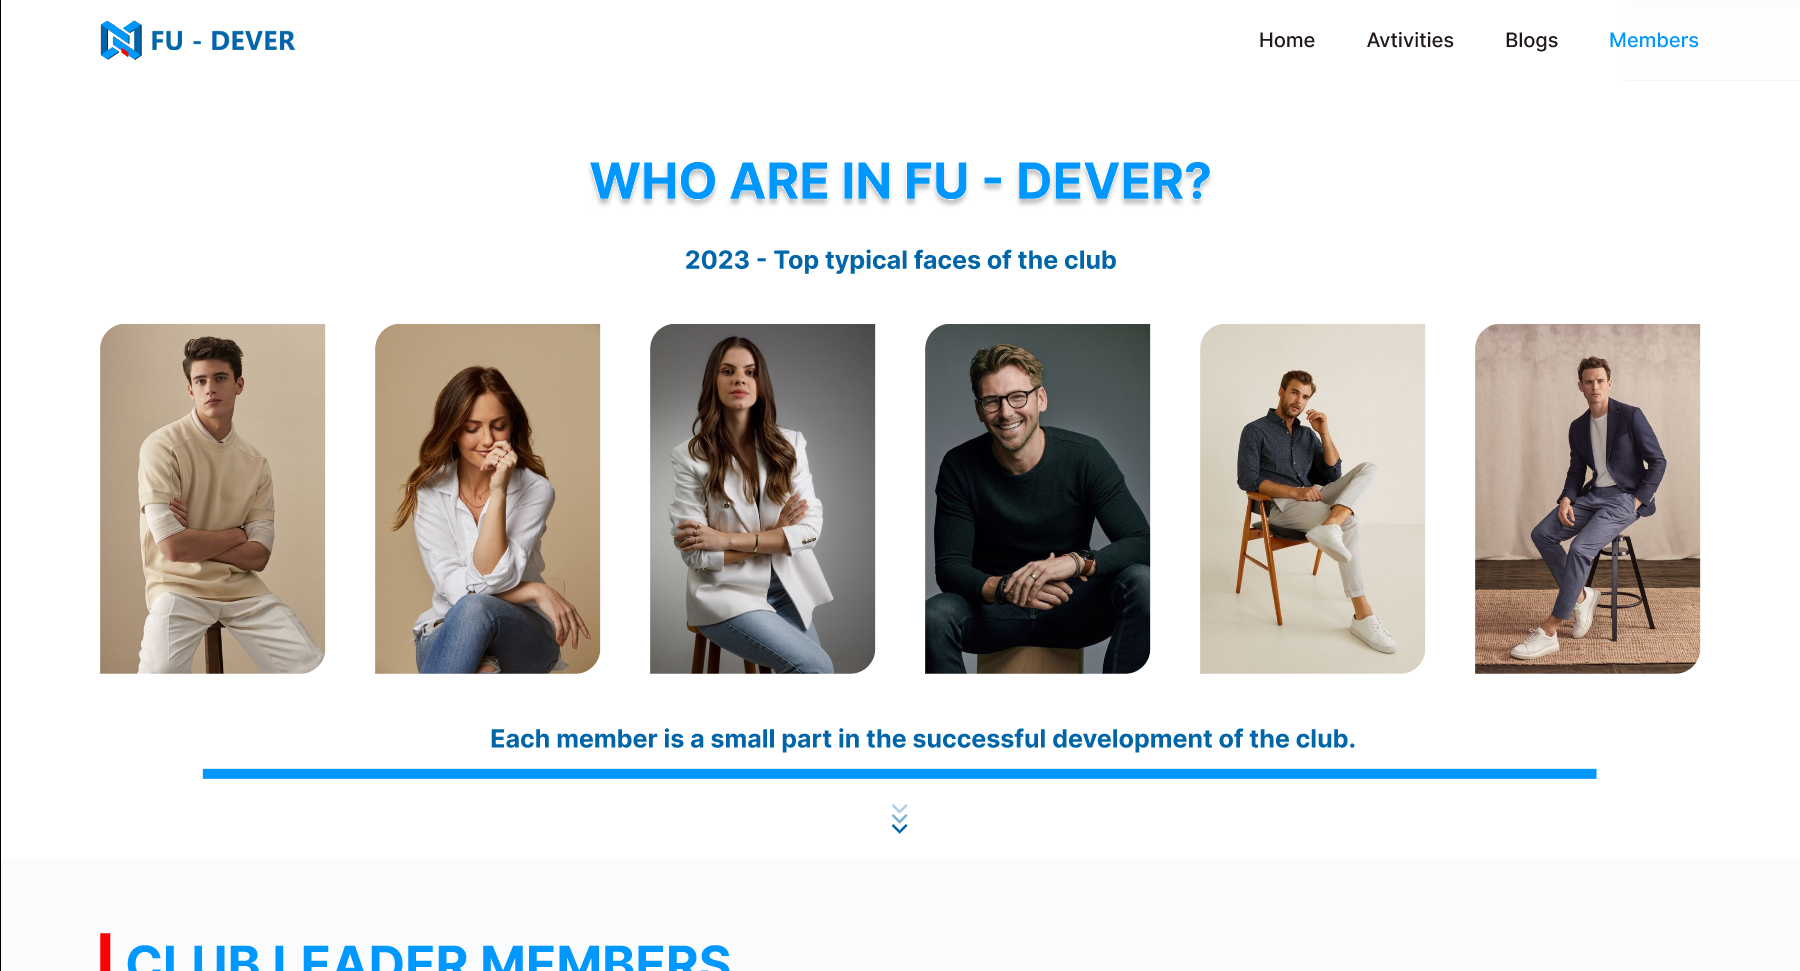 FU - DEVER
Home
Avtivities
Blogs
Members
WHO ARE IN FU - DEVER?
2023 - Top typical faces of the club
Each member is a small part in the successful development of the club.
CLUB LEADER MEMBERS